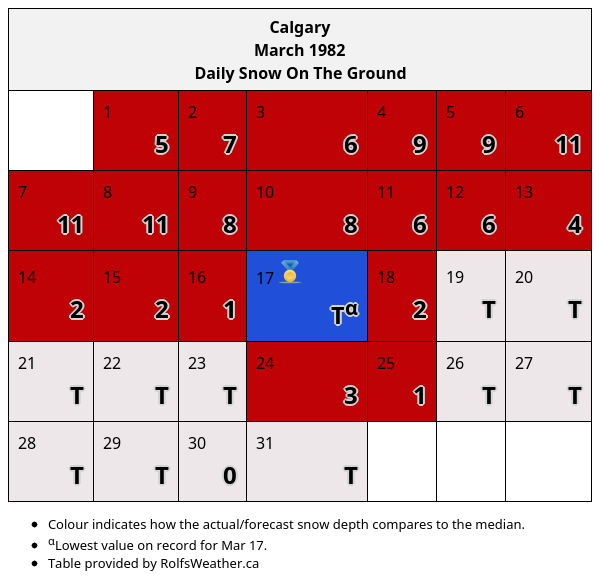 Calgary
March 1982
Daily Snow On The Ground
1 2 3 4 5 6
5 7 6 9 9 11
7 8 9 10 11 12 13
11 11 8 8 6 6 4
14 15 16 17 18 19 20
2 2 1 Tα 2 T T
21 22 23 24 25 26 27
T T T 3 1 T T
28 29 30 31
T T 0 T
Colour indicates how the actual/forecast snow depth compares to the median.
αLowest value on record for Mar 17.
Table provided by RolfsWeather.ca